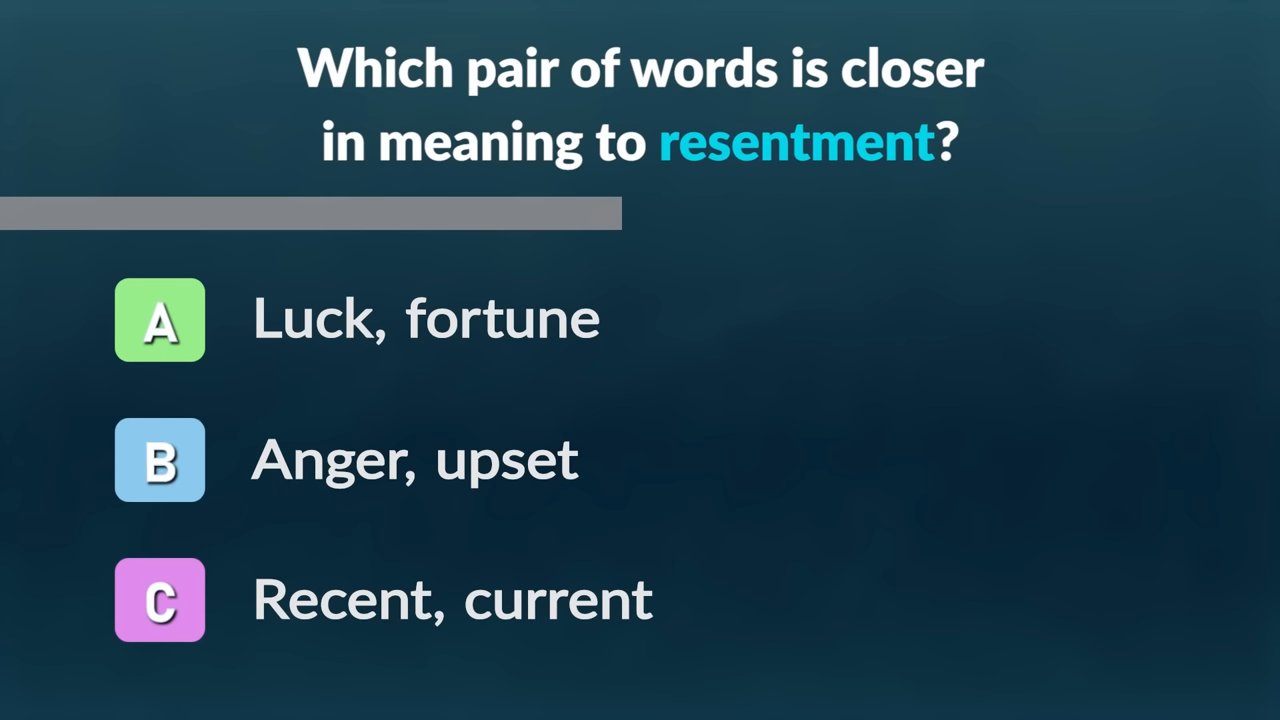 Which pair of words is closer
in meaning to resentment?
A Luck, fortune
B Anger, upset
C Recent, current